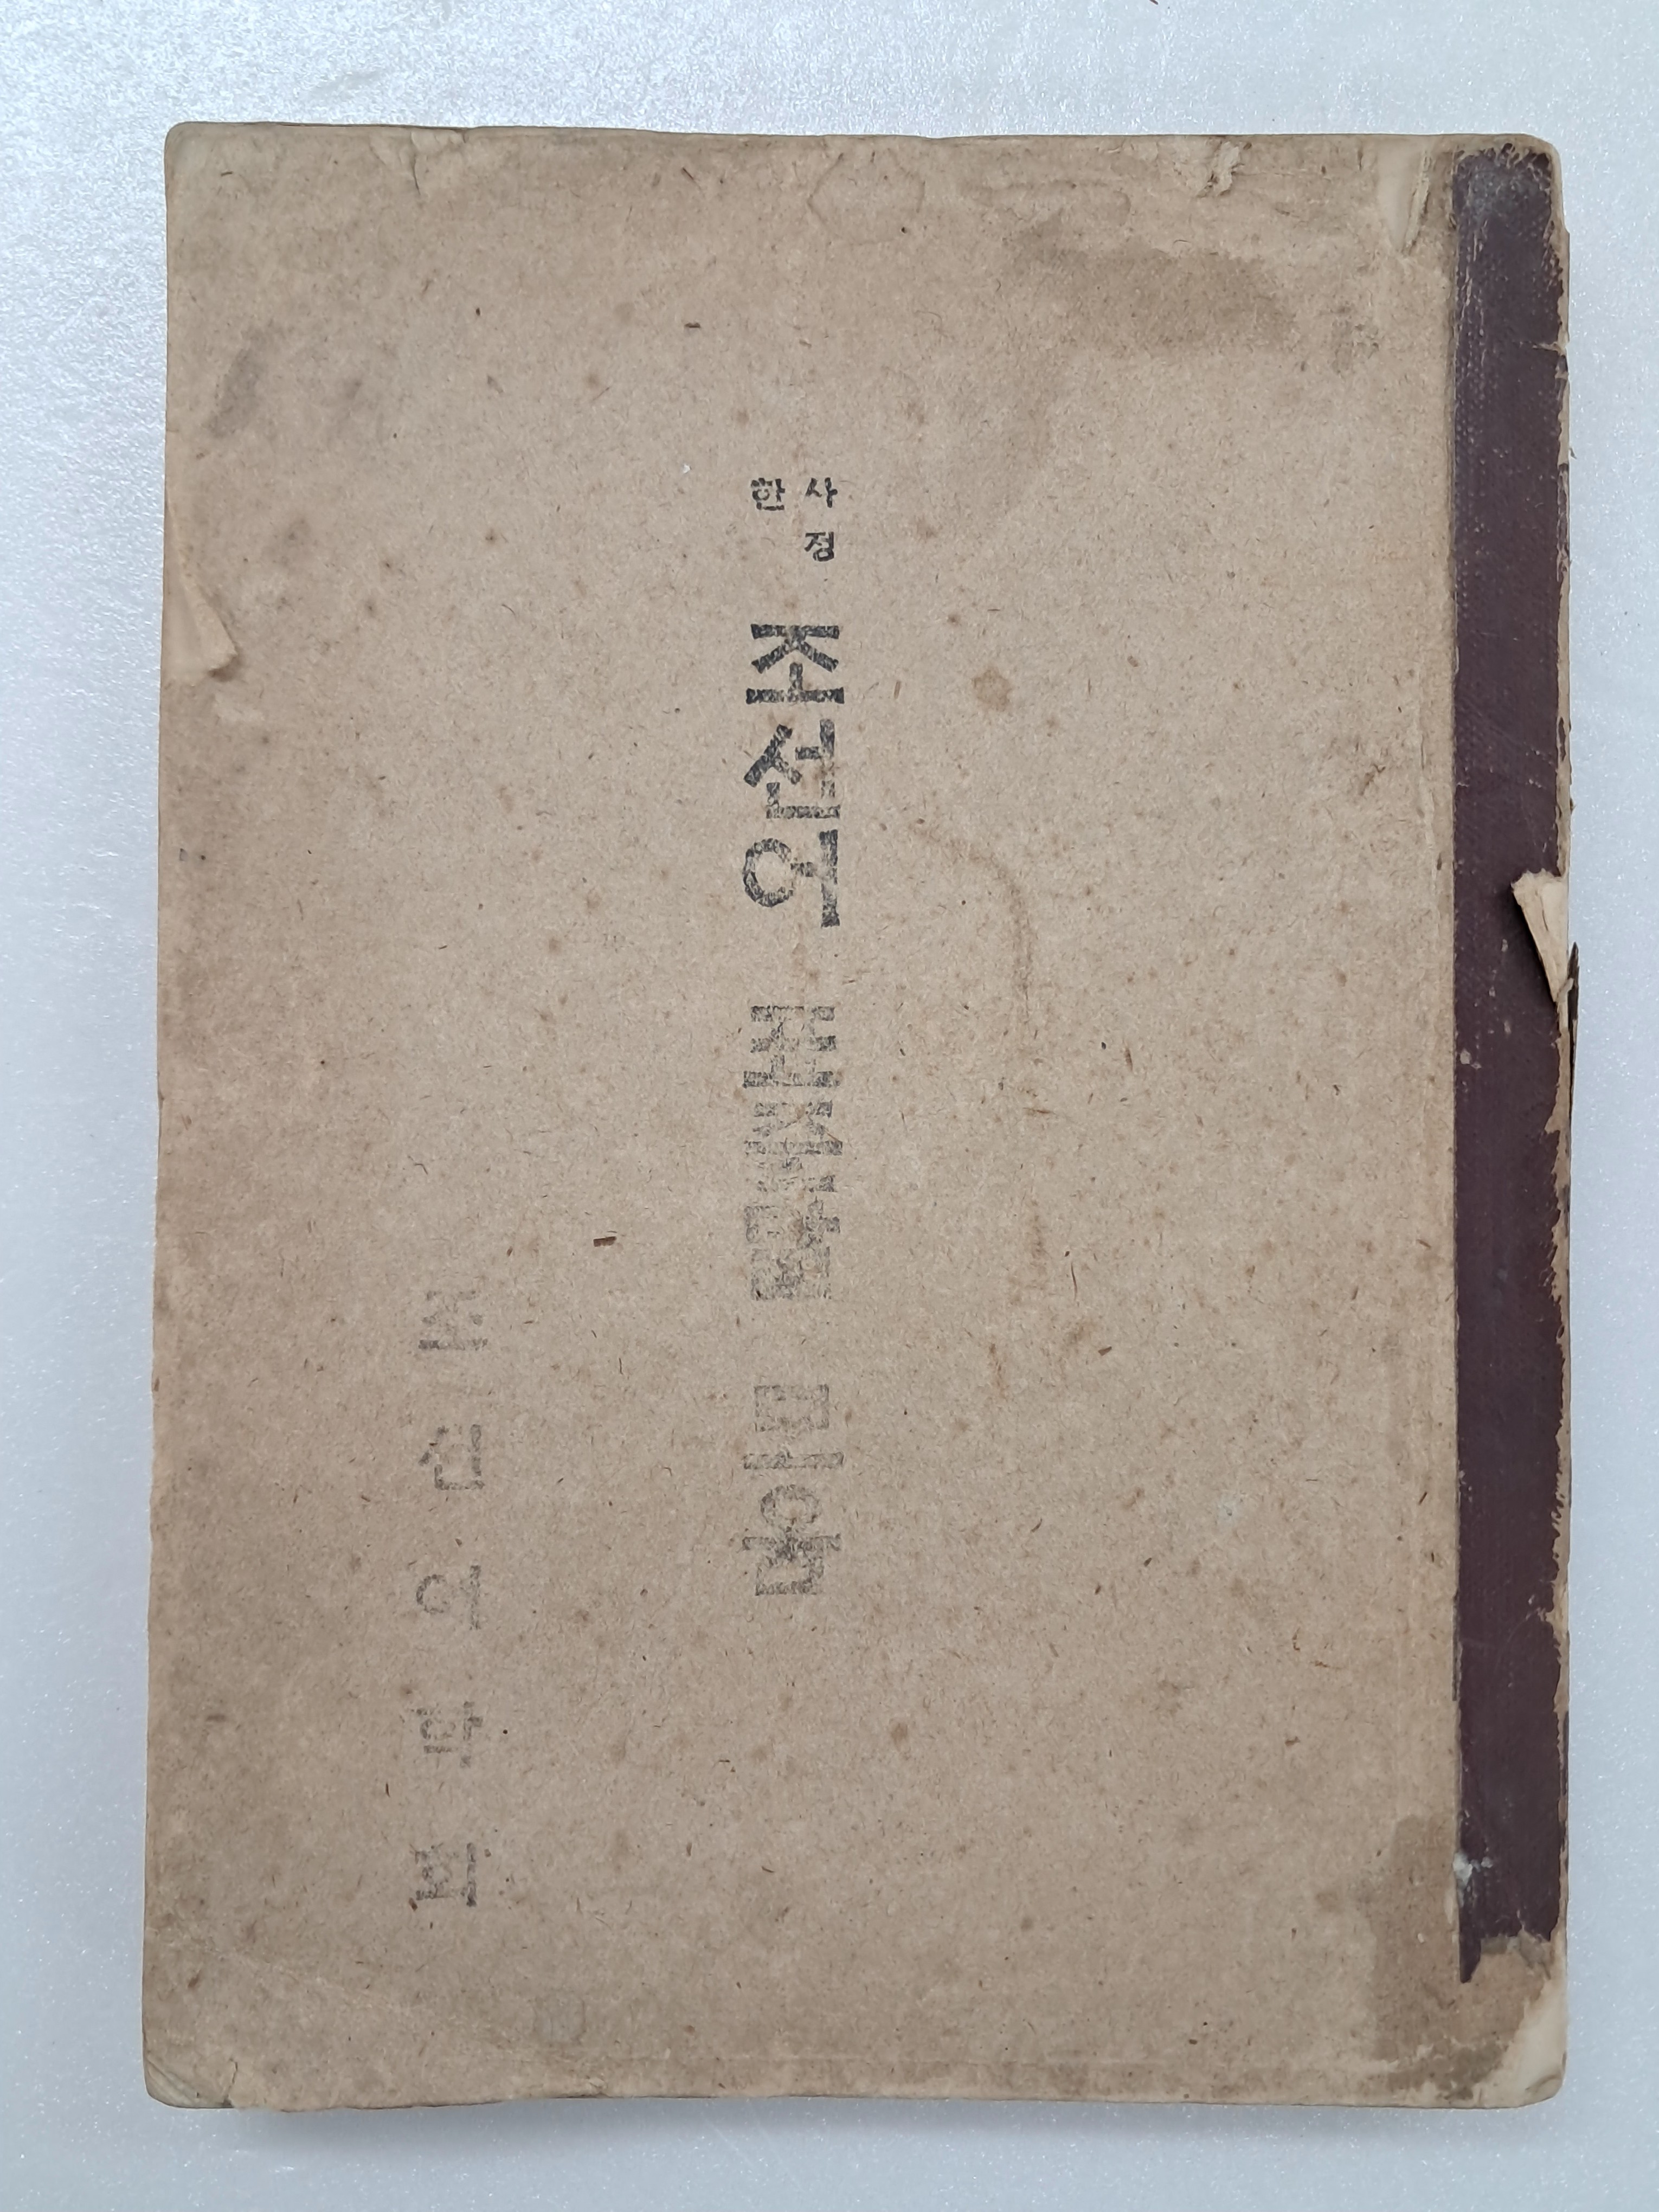 사정
한
조선어 표준말 모음
조선어학회